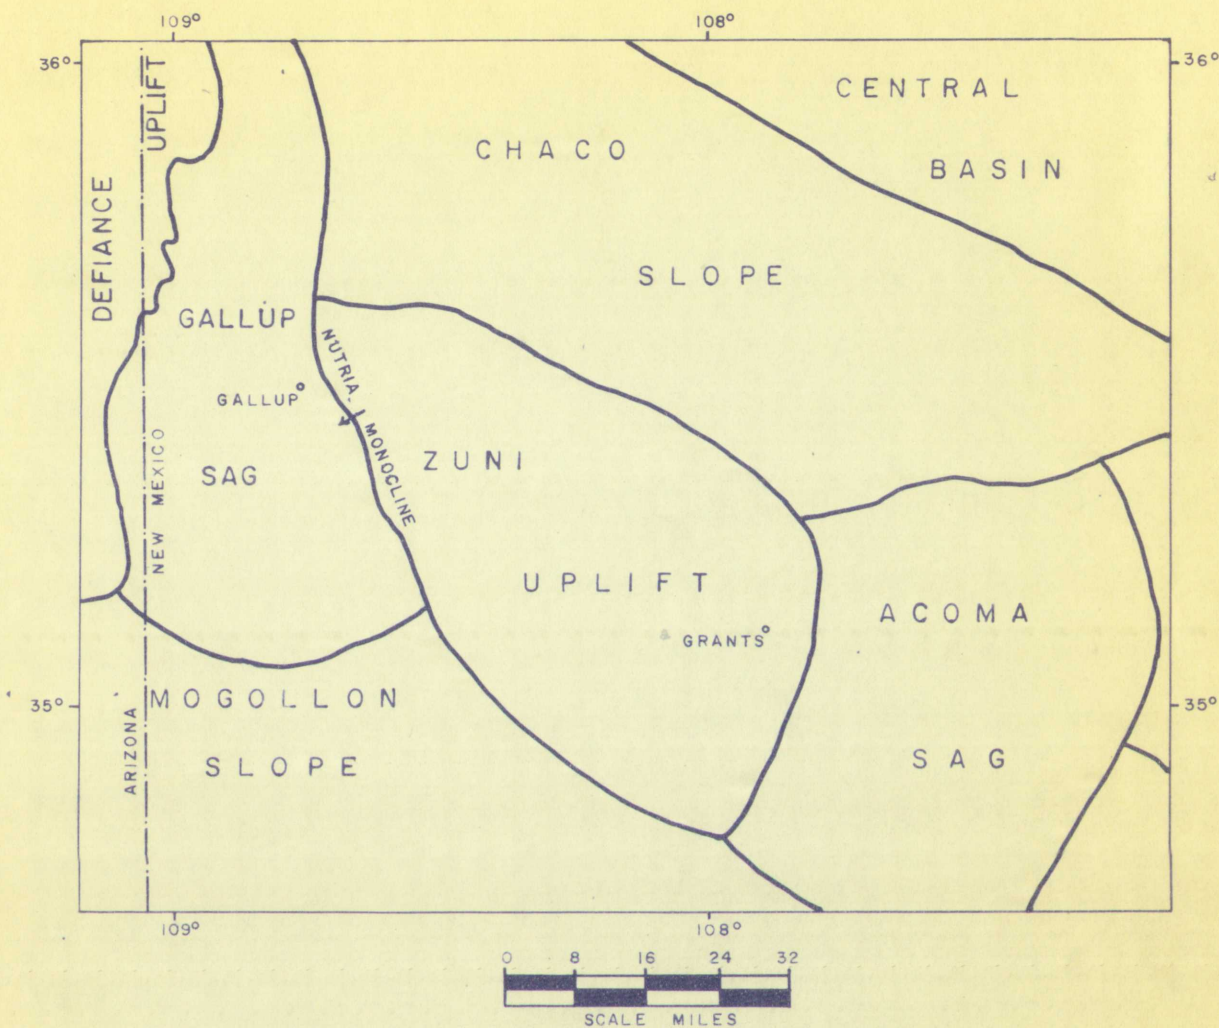 109° 108°
36° 36°
UPLIFT
CENTRAL
CHACO
BASIN
DEFIANCE
SLOPE
GALLUP
NUTRIA
GALLUP
MONOCLINE
ZUNI
SAG
NEW MEXICO
UPLIFT
ACOMA
GRANTS
MOGOLLON
35° 35°
ARIZONA
SLOPE
SAG
109° 108°
0 8 16 24 32
SCALE MILES